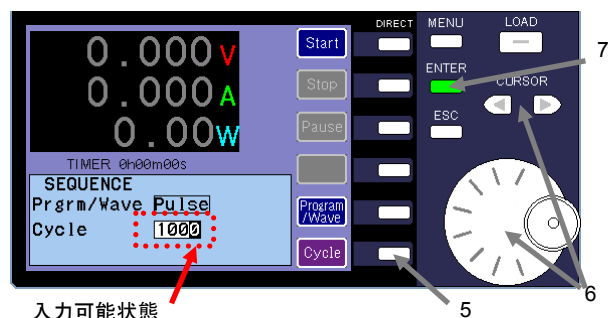 DIRECT MENU LOAD
0.000V
0.000A
0.00W
TIMER 0h00m00s
SEQUENCE
Prgrm/Wave Pulse
Cycle 1000
Start
Stop
Pause
Program
/Wave
Cycle
ENTER
CURSOR
ESC
7
6
5
入力可能状態